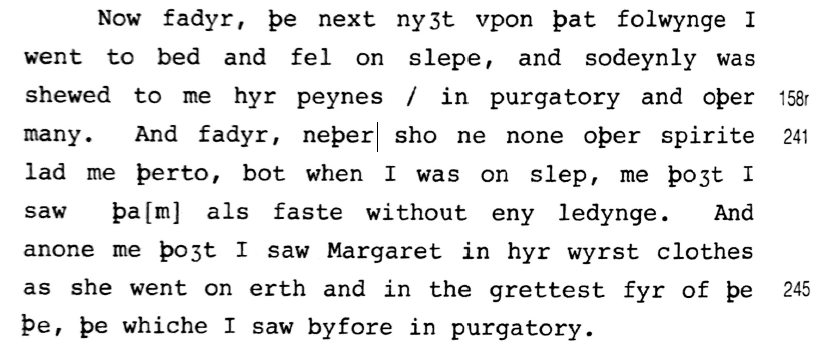 Now fadyr, þe next nyȝt vpon þat folwynge I
went to bed and fel on slepe, and sodeynly was
shewed to me hyr peynes / in purgatory and oþer 158r
many. And fadyr, neþer| sho ne none oþer spirite 241
lad me þerto, bot when I was on slep, me þoȝt I
saw þa[m] als faste without eny ledynge. And
anone me þoȝt I saw Margaret in hyr wyrst clothes
as she went on erth and in the grettest fyr of þe 245
þe, þe whiche I saw byfore in purgatory.